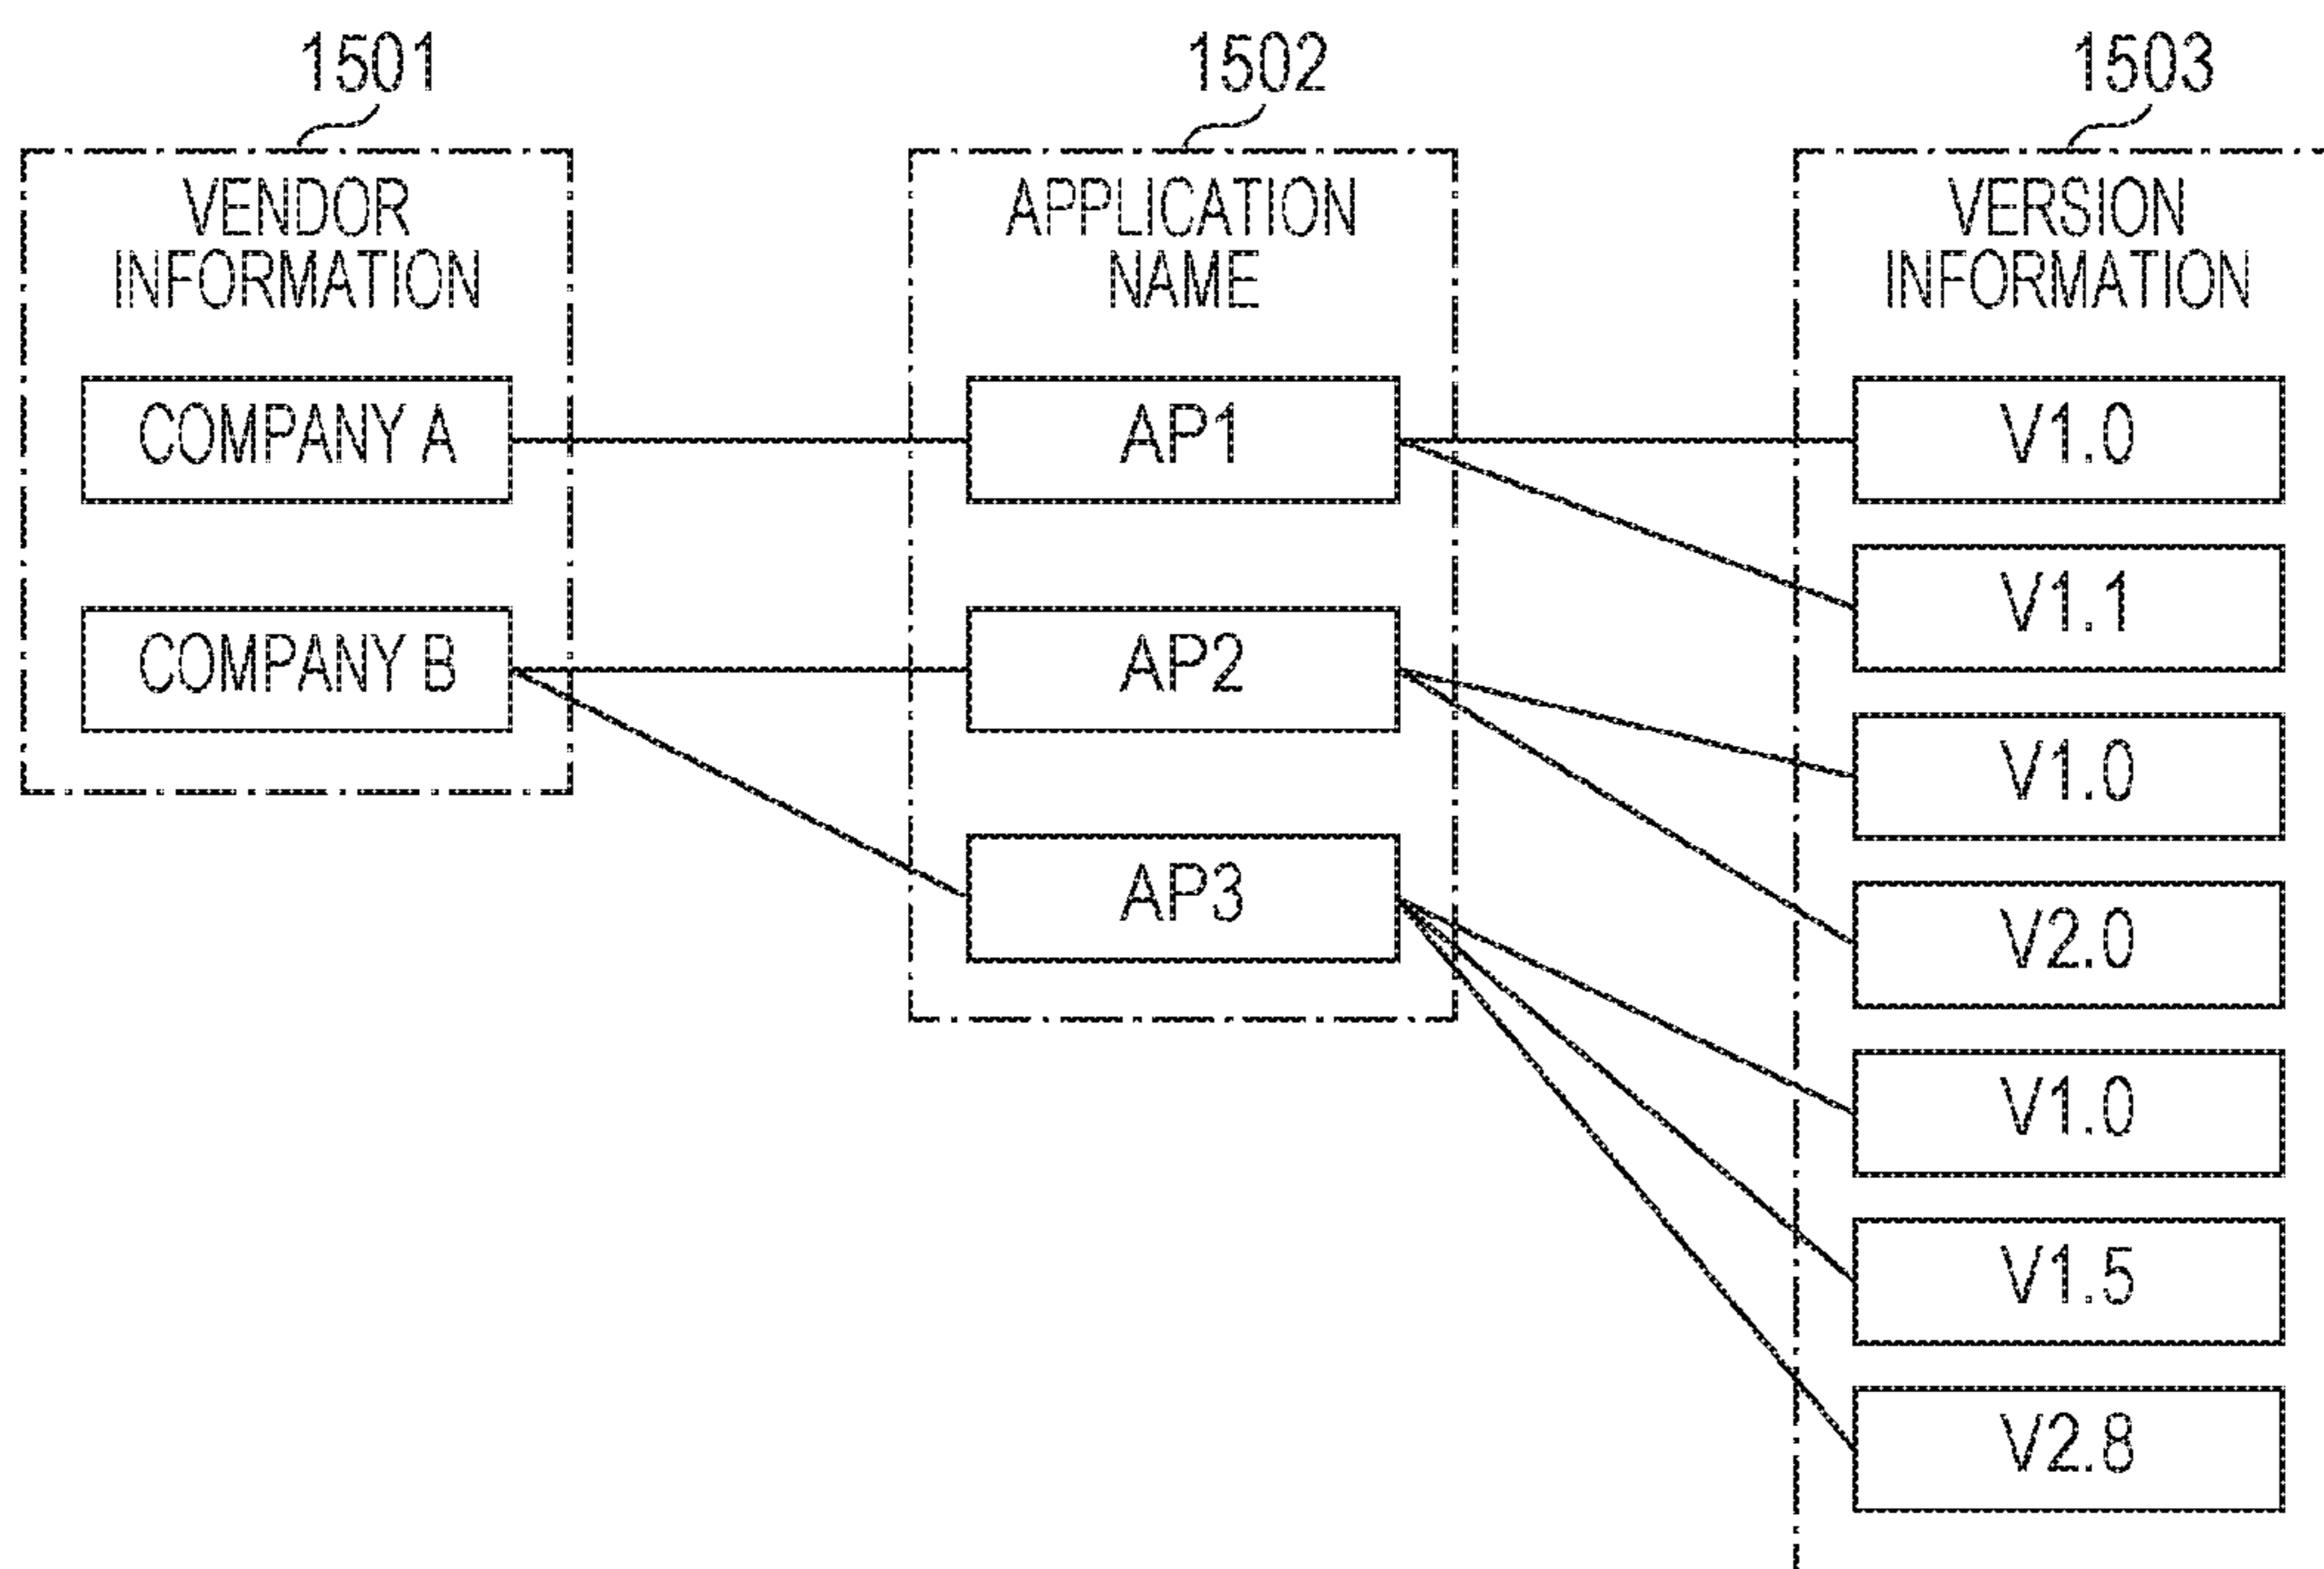 1501
1502
1503
VENDOR
INFORMATION
APPLICATION
NAME
VERSION
INFORMATION
COMPANY A
AP1
V1.0
V1.1
COMPANY B
AP2
V1.0
AP3
V2.0
V1.0
V1.5
V2.8